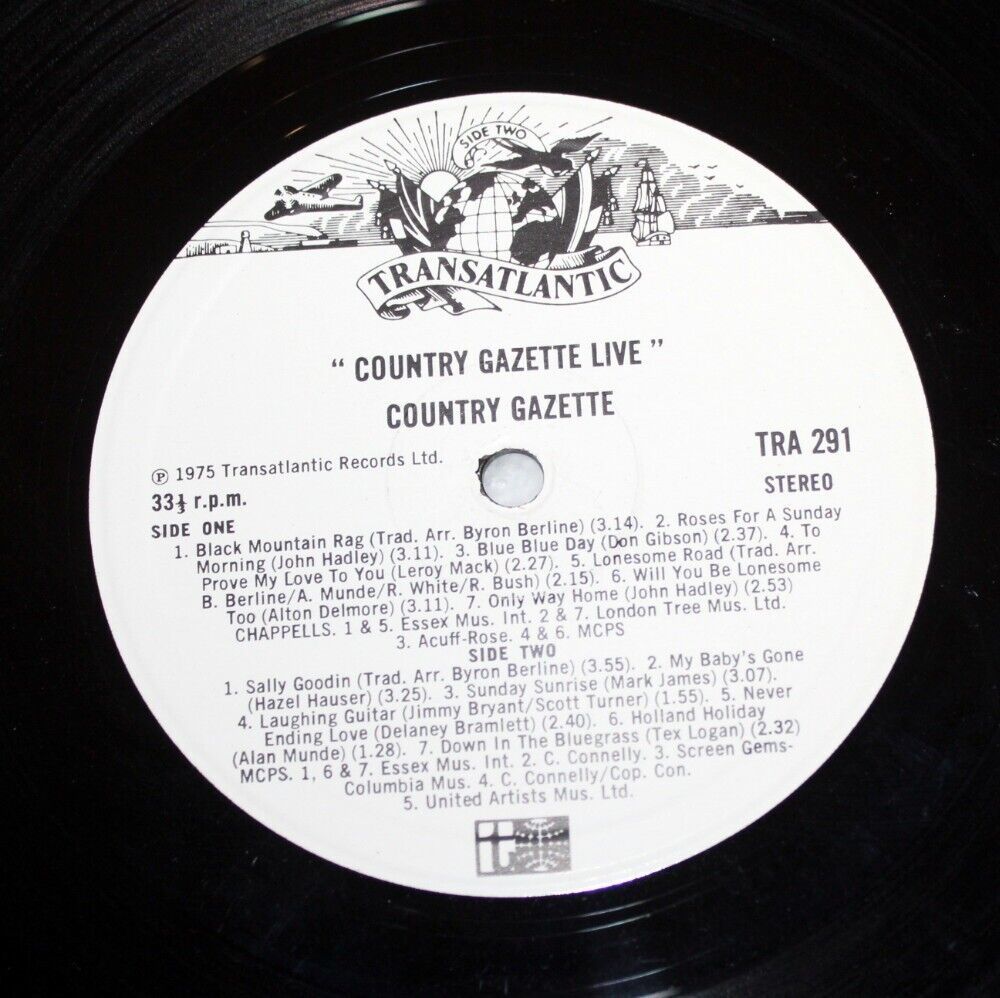 SIDE TWO
TRANSATLANTIC
" COUNTRY GAZETTE LIVE "
COUNTRY GAZETTE
TRA 291
℗ 1975 Transatlantic Records Ltd.
33⅓ r.p.m.
STEREO
SIDE ONE
1. Black Mountain Rag (Trad. Arr. Byron Berline) (3.14). 2. Roses For A Sunday
Morning (John Hadley) (3.11). 3. Blue Blue Day (Don Gibson) (2.37). 4. To
Prove My Love To You (Leroy Mack) (2.27). 5. Lonesome Road (Trad. Arr.
B. Berline/A. Munde/R. White/R. Bush) (2.15). 6. Will You Be Lonesome
Too (Alton Delmore) (3.11). 7. Only Way Home (John Hadley) (2.53)
CHAPPELLS. 1 & 5. Essex Mus. Int. 2 & 7. London Tree Mus. Ltd.
3. Acuff-Rose. 4 & 6. MCPS
SIDE TWO
1. Sally Goodin (Trad. Arr. Byron Berline) (3.55). 2. My Baby's Gone
(Hazel Hauser) (3.25). 3. Sunday Sunrise (Mark James) (3.07).
4. Laughing Guitar (Jimmy Bryant/Scott Turner) (1.55). 5. Never
Ending Love (Delaney Bramlett) (2.40). 6. Holland Holiday
(Alan Munde) (1.28). 7. Down In The Bluegrass (Tex Logan) (2.32)
MCPS. 1, 6 & 7. Essex Mus. Int. 2. C. Connelly. 3. Screen Gems-
Columbia Mus. 4. C. Connelly/Cop. Con.
5. United Artists Mus. Ltd.
it